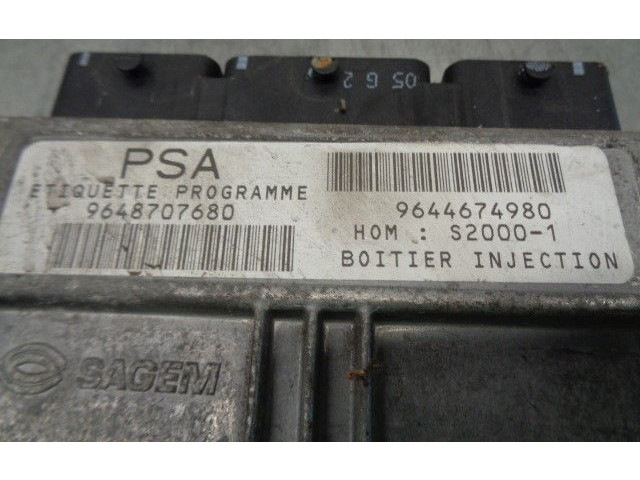 05 G 2
PSA
ETIQUETTE PROGRAMME
9648707680
9644674980
HOM : S2000-1
BOITIER INJECTION
SAGEM